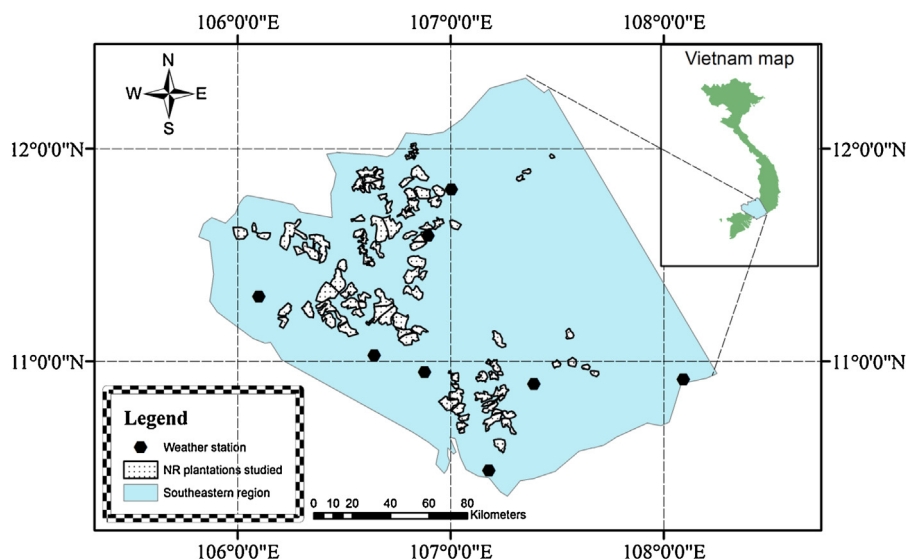 106°0'0"E 107°0'0"E 108°0'0"E
N
W E
S
Vietnam map
12°0'0"N 12°0'0"N
11°0'0"N 11°0'0"N
Legend
Weather station
NR plantations studied
Southeastern region
0 10 20 40 60 80
Kilometers
106°0'0"E 107°0'0"E 108°0'0"E